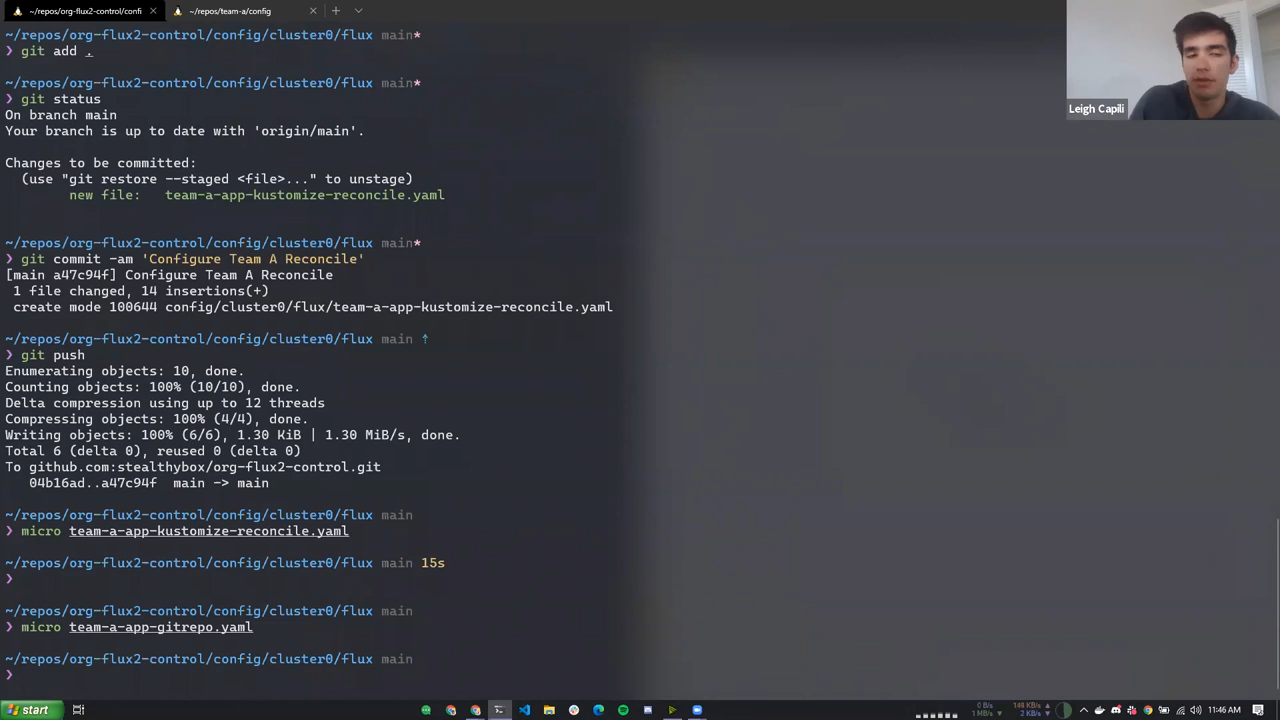 ~/repos/org-flux2-control/confi × ~/repos/team-a/config × +
~/repos/org-flux2-control/config/cluster0/flux main*
❯ git add .
~/repos/org-flux2-control/config/cluster0/flux main*
❯ git status
On branch main
Your branch is up to date with 'origin/main'.
Changes to be committed:
(use "git restore --staged <file>..." to unstage)
new file:   team-a-app-kustomize-reconcile.yaml
~/repos/org-flux2-control/config/cluster0/flux main*
❯ git commit -am 'Configure Team A Reconcile'
[main a47c94f] Configure Team A Reconcile
1 file changed, 14 insertions(+)
create mode 100644 config/cluster0/flux/team-a-app-kustomize-reconcile.yaml
~/repos/org-flux2-control/config/cluster0/flux main ⇡
❯ git push
Enumerating objects: 10, done.
Counting objects: 100% (10/10), done.
Delta compression using up to 12 threads
Compressing objects: 100% (4/4), done.
Writing objects: 100% (6/6), 1.30 KiB | 1.30 MiB/s, done.
Total 6 (delta 0), reused 0 (delta 0)
To github.com:stealthybox/org-flux2-control.git
04b16ad..a47c94f  main -> main
~/repos/org-flux2-control/config/cluster0/flux main
❯ micro team-a-app-kustomize-reconcile.yaml
~/repos/org-flux2-control/config/cluster0/flux main 15s
❯
~/repos/org-flux2-control/config/cluster0/flux main
❯ micro team-a-app-gitrepo.yaml
~/repos/org-flux2-control/config/cluster0/flux main
❯
Leigh Capili
start
0 B/s
1 MB/s
146 KB/s
2 KB/s
11:46 AM